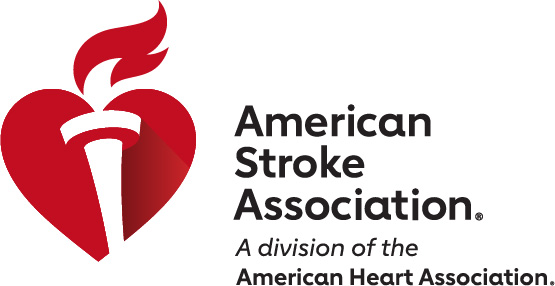 American
Stroke
Association®
A division of the
American Heart Association.